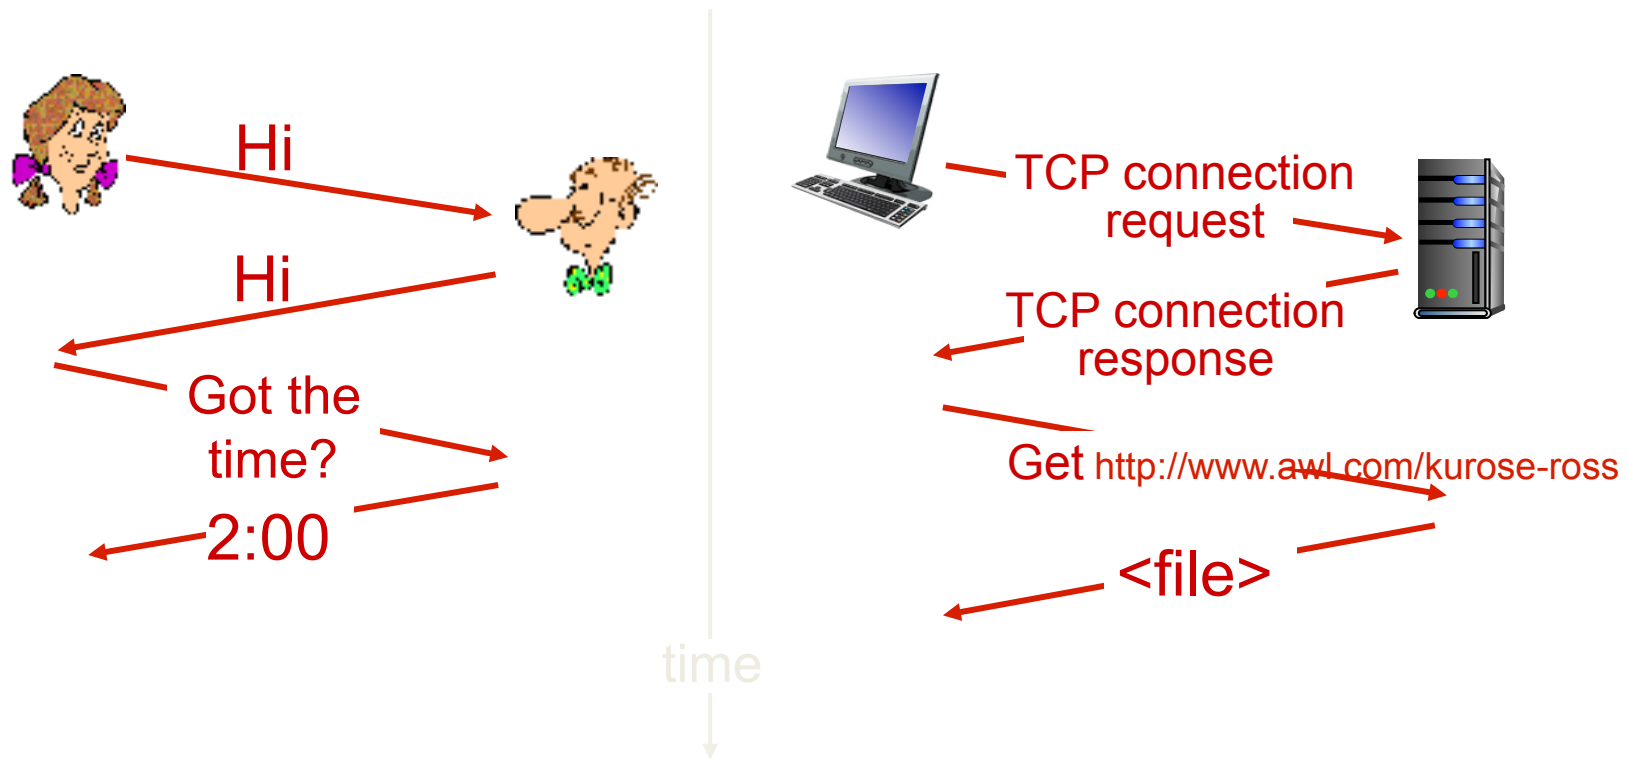 Hi
Hi
Got the
time?
2:00
TCP connection
request
TCP connection
response
Get http://www.awl.com/kurose-ross
<file>
time